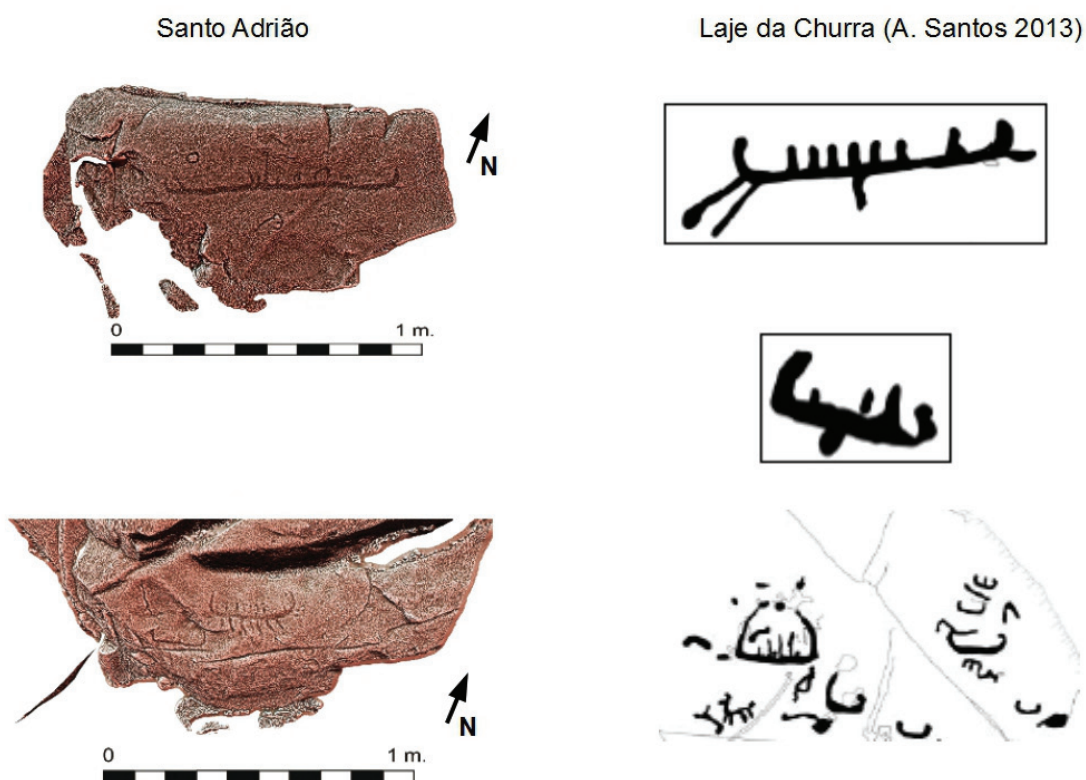 Santo Adrião
Laje da Churra (A. Santos 2013)
N
0 1 m.
N
0 1 m.